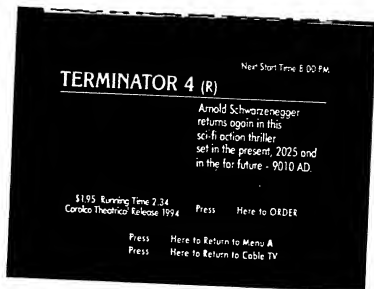 Next Start Time 8:00 PM
TERMINATOR 4 (R)
Arnold Schwarzenegger
returns again in this
sci-fi action thriller
set in the present, 2025 and
in the far future - 9010 AD.
$1.95 Running Time 2.34
Carolco Theatrical Release 1994
Press Here to ORDER
Press Here to Return to Menu A
Press Here to Return to Cable TV